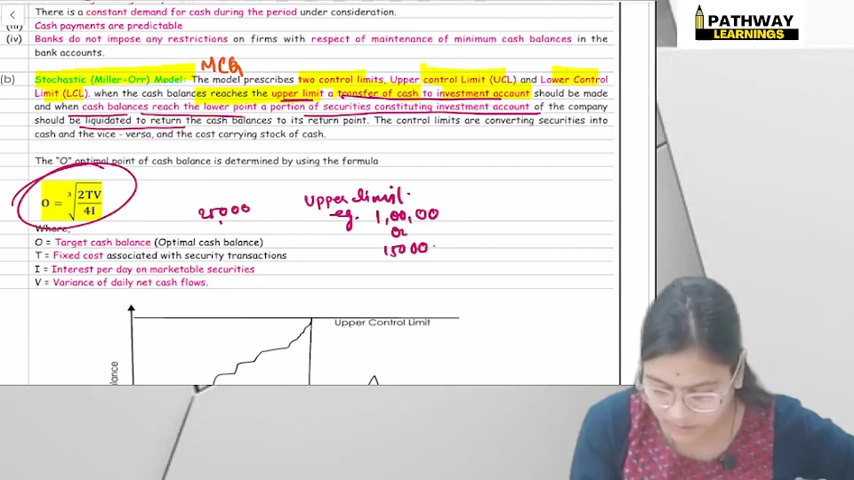 There is a constant demand for cash during the period under consideration.
Cash payments are predictable
(iv) Banks do not impose any restrictions on firms with respect of maintenance of minimum cash balances in the
bank accounts.
MCQ
(b) Stochastic (Miller-Orr) Model: The model prescribes two control limits, Upper control Limit (UCL) and Lower Control
Limit (LCL). when the cash balances reaches the upper limit a transfer of cash to investment account should be made
and when cash balances reach the lower point a portion of securities constituting investment account of the company
should be liquidated to return the cash balances to its return point. The control limits are converting securities into
cash and the vice - versa, and the cost carrying stock of cash.
The "O" optimal point of cash balance is determined by using the formula
O = ³√2TV/4I
25000
upper limit.
eg. 1,00,00
or
15000
Where,
O = Target cash balance (Optimal cash balance)
T = Fixed cost associated with security transactions
I = Interest per day on marketable securities
V = Variance of daily net cash flows.
Upper Control Limit
PATHWAY
LEARNINGS